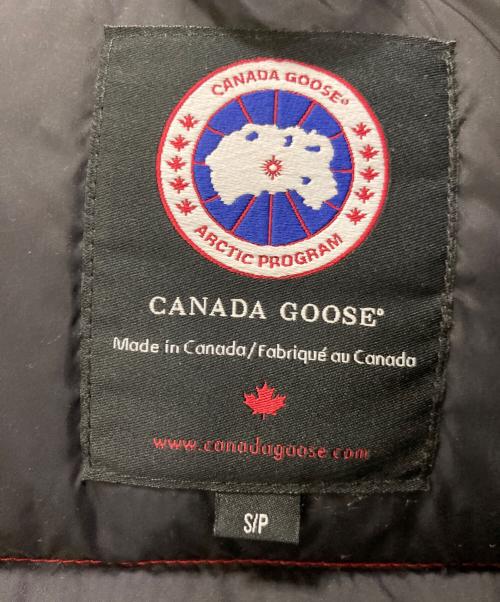 CANADA GOOSE®
ARCTIC PROGRAM
CANADA GOOSE®
Made in Canada/Fabriqué au Canada
www.canadagoose.com
S/P